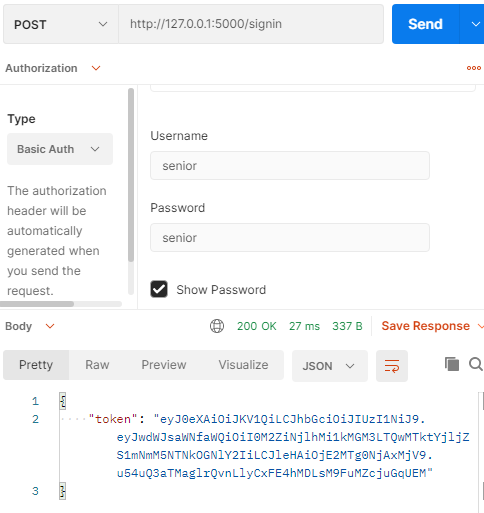 POST
http://127.0.0.1:5000/signin
Send
Authorization
Type
Basic Auth
The authorization
header will be
automatically
generated when
you send the
request.
Username
senior
Password
senior
Show Password
Body
200 OK 27 ms 337 B
Save Response
Pretty Raw Preview Visualize JSON
1 {
2 "token": "eyJ0eXAiOiJKV1QiLCJhbGciOiJIUzI1NiJ9.
eyJwdWJsaWNfaWQiOiI0M2ZiNjlhMi1kMGM3LTQwMTktYjljZ
S1mNmM5NTNkOGNlY2IiLCJleHAiOjE2MTg0NjAxMjV9.
u54uQ3aTMaglrQvnLlyCxFE4hMDLsM9FuMZcjuGqUEM"
3 }